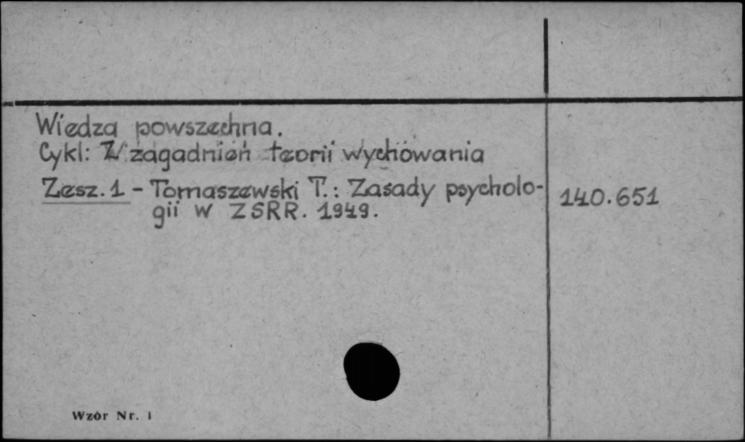 Wiedza powszechna.
Cykl: Z zagadnień teorii wychowania
Zesz. 1 - Tomaszewski T.: Zasady psycholo- 140.651
gii w ZSRR. 1949.
Wzór Nr. 1